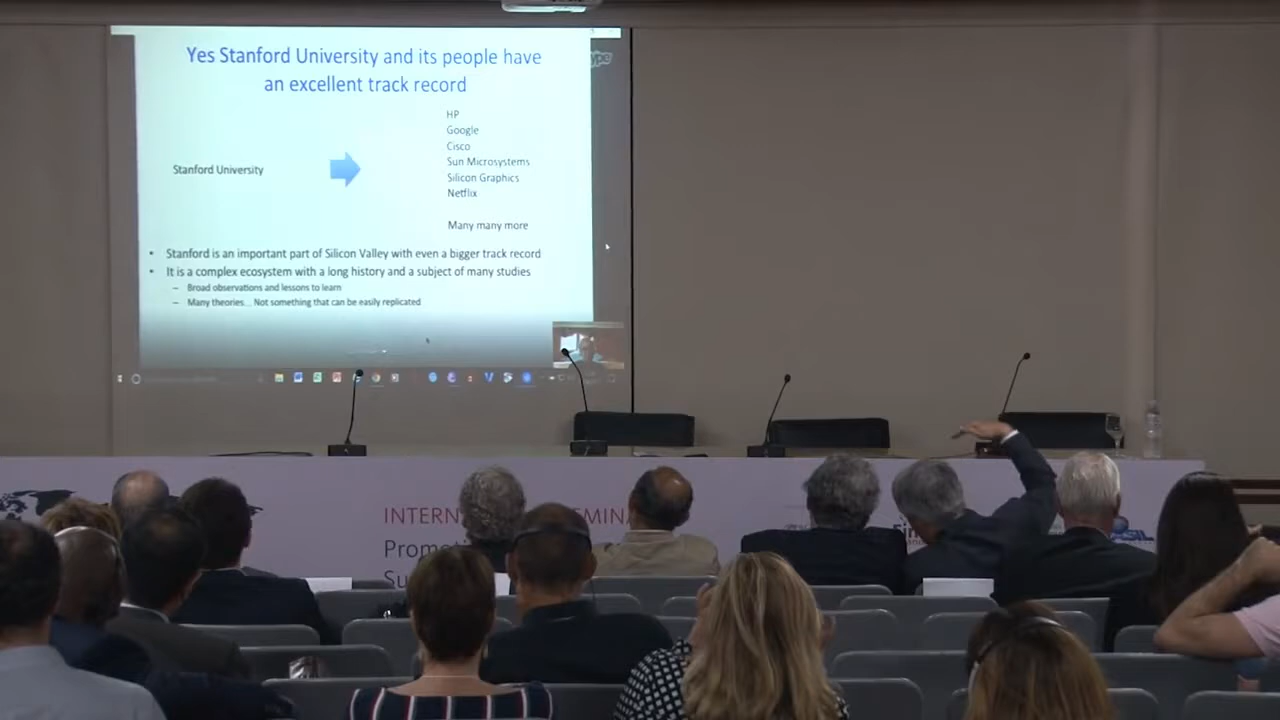 Yes Stanford University and its people have
an excellent track record
HP
Google
Cisco
Sun Microsystems
Silicon Graphics
Netflix
Stanford University
Many many more
• Stanford is an important part of Silicon Valley with even a bigger track record
• It is a complex ecosystem with a long history and a subject of many studies
– Broad observations and lessons to learn
– Many theories... Not something that can be easily replicated
ype
INTERN EMINA
Promoti
Su
Fin